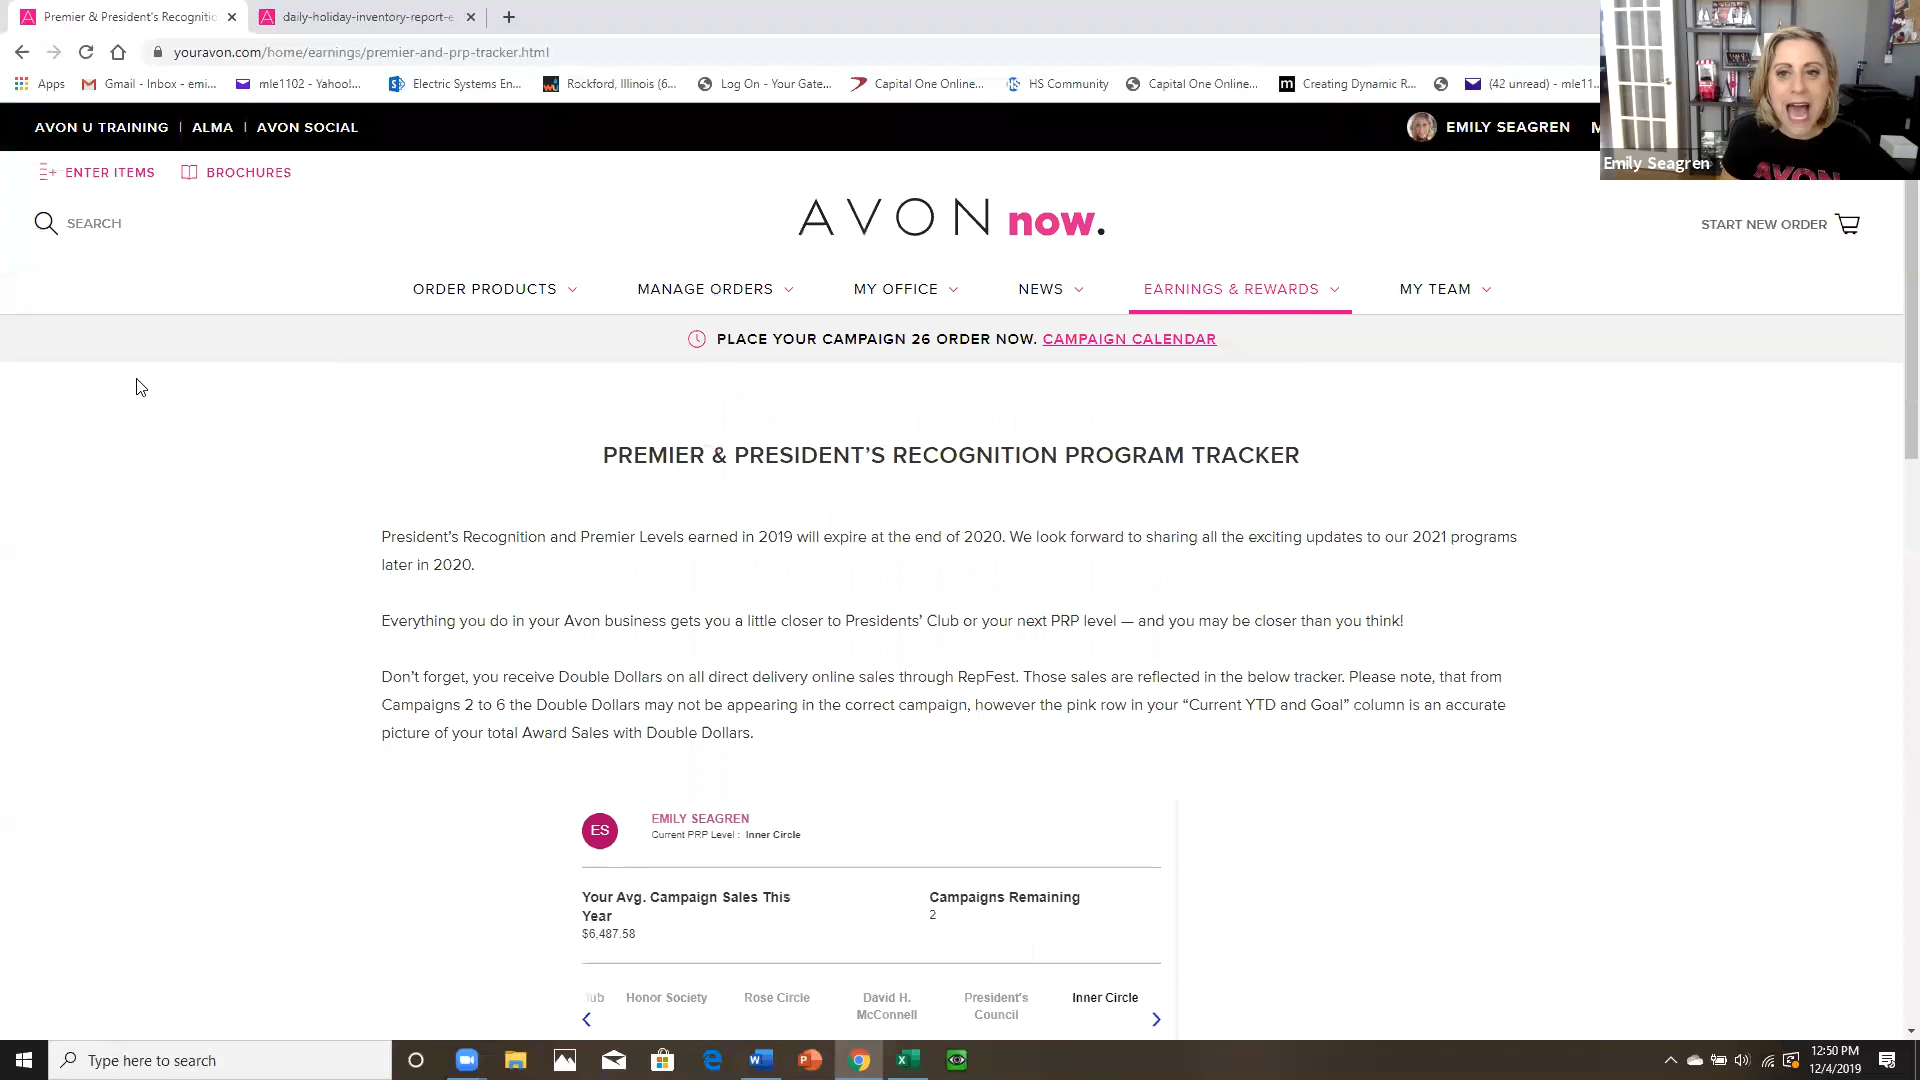 Premier & President's Recogniti
daily-holiday-inventory-report-e
youravon.com/home/earnings/premier-and-prp-tracker.html
Apps
Gmail - Inbox - emi...
mle1102 - Yahoo!...
Electric Systems En...
Rockford, Illinois (6...
Log On - Your Gate...
Capital One Online...
HS Community
Capital One Online...
Creating Dynamic R...
(42 unread) - mle11...
AVON U TRAINING | ALMA | AVON SOCIAL
EMILY SEAGREN
Emily Seagren
AVON
ENTER ITEMS
BROCHURES
SEARCH
AVON now.
START NEW ORDER
ORDER PRODUCTS
MANAGE ORDERS
MY OFFICE
NEWS
EARNINGS & REWARDS
MY TEAM
PLACE YOUR CAMPAIGN 26 ORDER NOW. CAMPAIGN CALENDAR
PREMIER & PRESIDENT’S RECOGNITION PROGRAM TRACKER
President’s Recognition and Premier Levels earned in 2019 will expire at the end of 2020. We look forward to sharing all the exciting updates to our 2021 programs
later in 2020.
Everything you do in your Avon business gets you a little closer to Presidents’ Club or your next PRP level — and you may be closer than you think!
Don’t forget, you receive Double Dollars on all direct delivery online sales through RepFest. Those sales are reflected in the below tracker. Please note, that from
Campaigns 2 to 6 the Double Dollars may not be appearing in the correct campaign, however the pink row in your “Current YTD and Goal” column is an accurate
picture of your total Award Sales with Double Dollars.
ES
EMILY SEAGREN
Current PRP Level : Inner Circle
Your Avg. Campaign Sales This
Year
$6,487.58
Campaigns Remaining
2
lub
Honor Society
Rose Circle
David H.
McConnell
President's
Council
Inner Circle
Type here to search
12:50 PM
12/4/2019